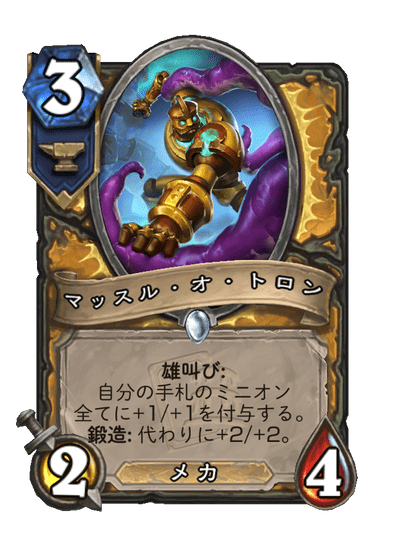 3
マッスル・オ・トロン
雄叫び:
自分の手札のミニオン
全てに+1/+1を付与する。
鍛造: 代わりに+2/+2。
2
メカ
4